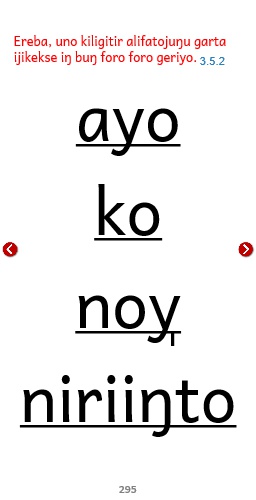 Ereba, uno kiligitir alifatojuŋu garta
ijikekse iŋ buŋ foro foro geriyo. 3.5.2
ayo
ko
noy
niriiŋto
295